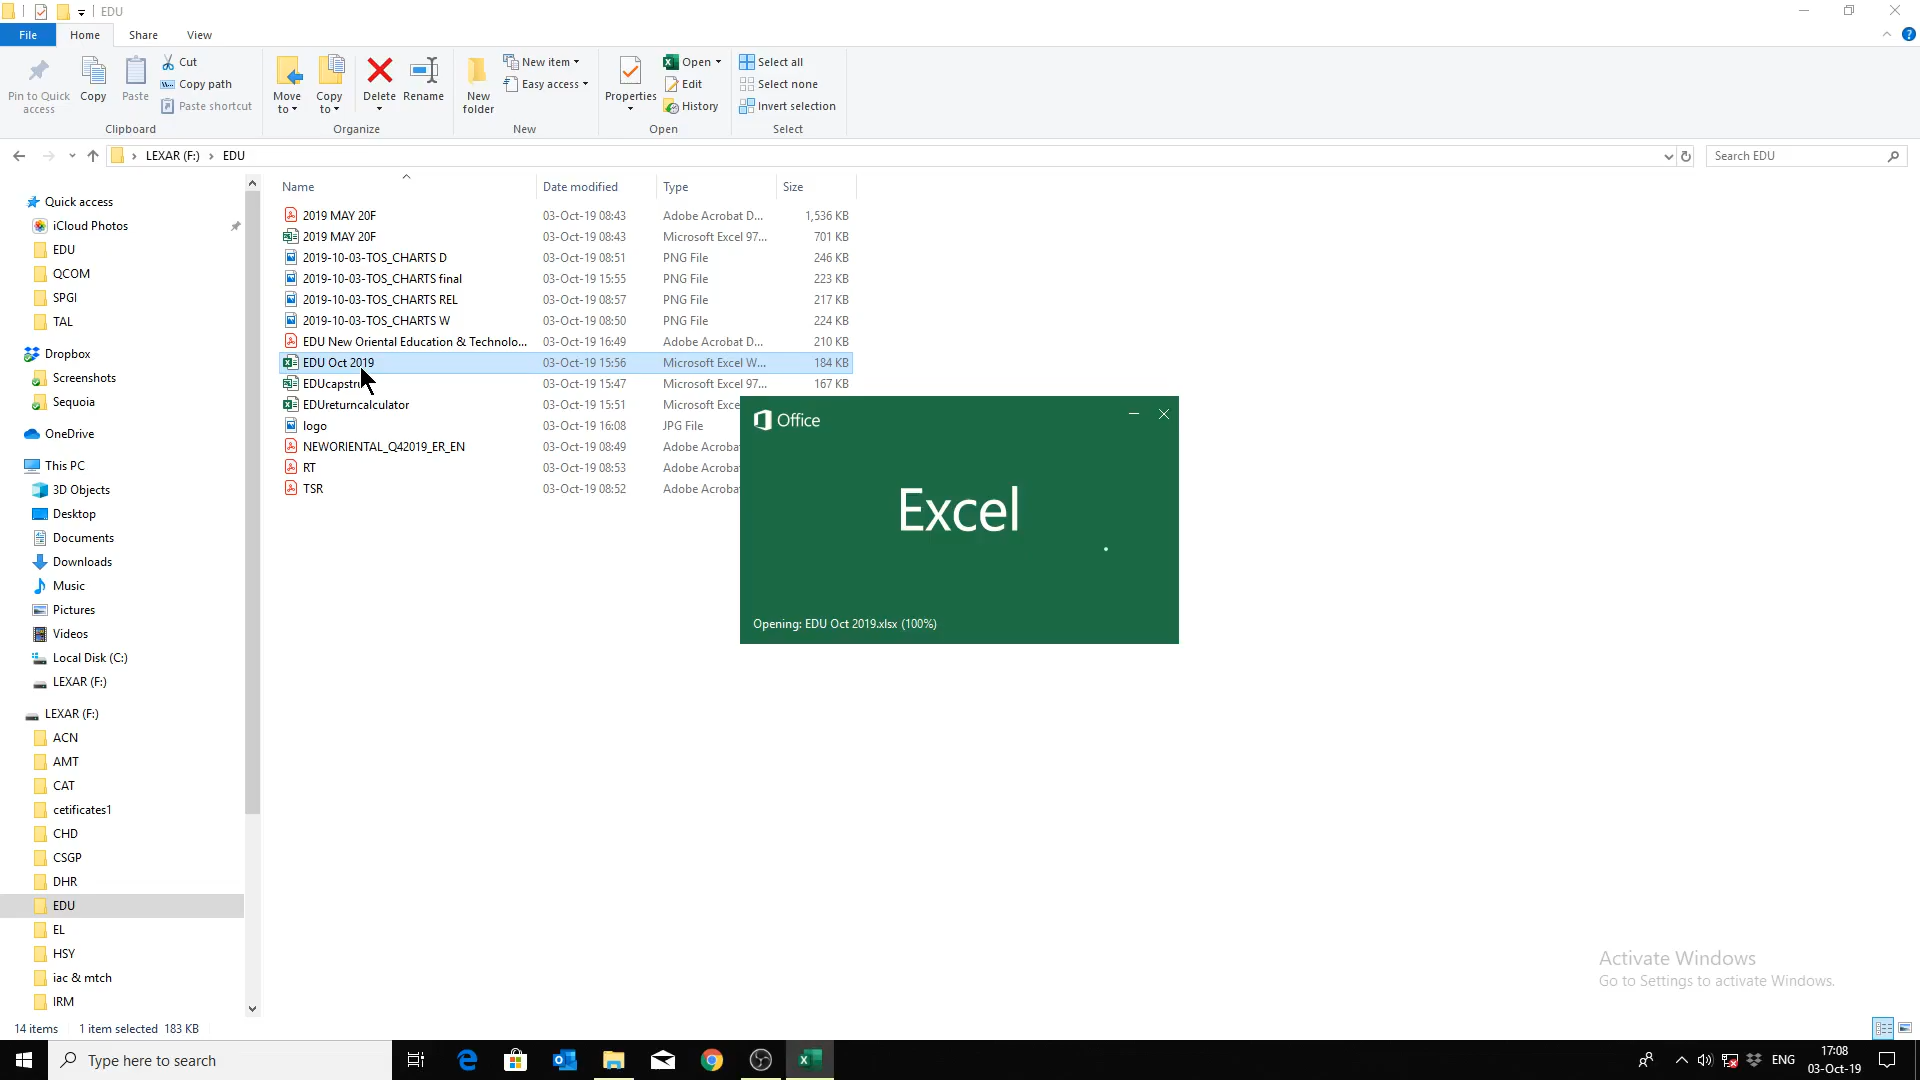 EDU
File Home Share View
Pin to Quick access
Copy
Paste
Cut
Copy path
Paste shortcut
Clipboard
Move to
Copy to
Delete
Rename
Organize
New folder
New item
Easy access
New
Properties
Open
Edit
History
Open
Select all
Select none
Invert selection
Select
LEXAR (F:) > EDU
Search EDU
Quick access
iCloud Photos
EDU
QCOM
SPGI
TAL
Dropbox
Screenshots
Sequoia
OneDrive
This PC
3D Objects
Desktop
Documents
Downloads
Music
Pictures
Videos
Local Disk (C:)
LEXAR (F:)
LEXAR (F:)
ACN
AMT
CAT
cetificates1
CHD
CSGP
DHR
EDU
EL
HSY
iac & mtch
IRM
Name Date modified Type Size
2019 MAY 20F 03-Oct-19 08:43 Adobe Acrobat D... 1,536 KB
2019 MAY 20F 03-Oct-19 08:43 Microsoft Excel 97... 701 KB
2019-10-03-TOS_CHARTS D 03-Oct-19 08:51 PNG File 246 KB
2019-10-03-TOS_CHARTS final 03-Oct-19 15:55 PNG File 223 KB
2019-10-03-TOS_CHARTS REL 03-Oct-19 08:57 PNG File 217 KB
2019-10-03-TOS_CHARTS W 03-Oct-19 08:50 PNG File 224 KB
EDU New Oriental Education & Technolo... 03-Oct-19 16:49 Adobe Acrobat D... 210 KB
EDU Oct 2019 03-Oct-19 15:56 Microsoft Excel W... 184 KB
EDUcapstru 03-Oct-19 15:47 Microsoft Excel 97... 167 KB
EDUreturncalculator 03-Oct-19 15:51 Microsoft Exce
logo 03-Oct-19 16:08 JPG File
NEWORIENTAL_Q42019_ER_EN 03-Oct-19 08:49 Adobe Acroba
RT 03-Oct-19 08:53 Adobe Acroba
TSR 03-Oct-19 08:52 Adobe Acroba
Office
Excel
Opening: EDU Oct 2019.xlsx (100%)
Activate Windows
Go to Settings to activate Windows.
14 items 1 item selected 183 KB
Type here to search
ENG
17:08
03-Oct-19